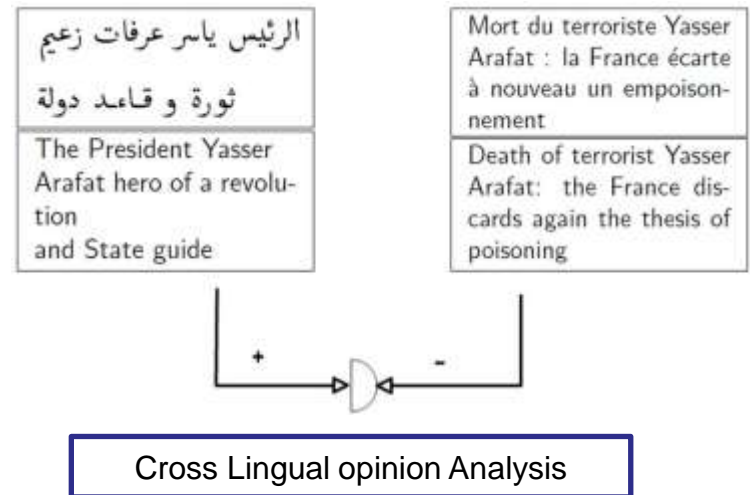 الرئيس ياسر عرفات زعيم
ثورة و قاءد دولة
The President Yasser
Arafat hero of a revolu-
tion
and State guide
Mort du terroriste Yasser
Arafat : la France écarte
à nouveau un empoison-
nement
Death of terrorist Yasser
Arafat: the France dis-
cards again the thesis of
poisoning
+
-
Cross Lingual opinion Analysis